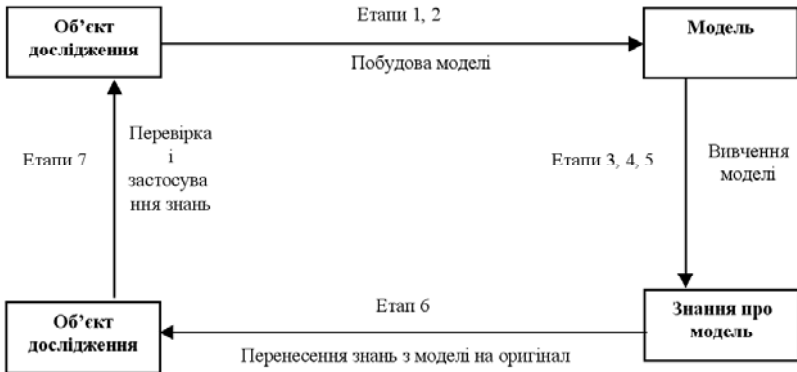 Об’єкт
дослідження
Етапи 1, 2
Побудова моделі
Модель
Етапи 7
Перевірка
і
застосува
ння знань
Етапи 3, 4, 5
Вивчення
моделі
Об’єкт
дослідження
Етап 6
Перенесення знань з моделі на оригінал
Знання про
модель